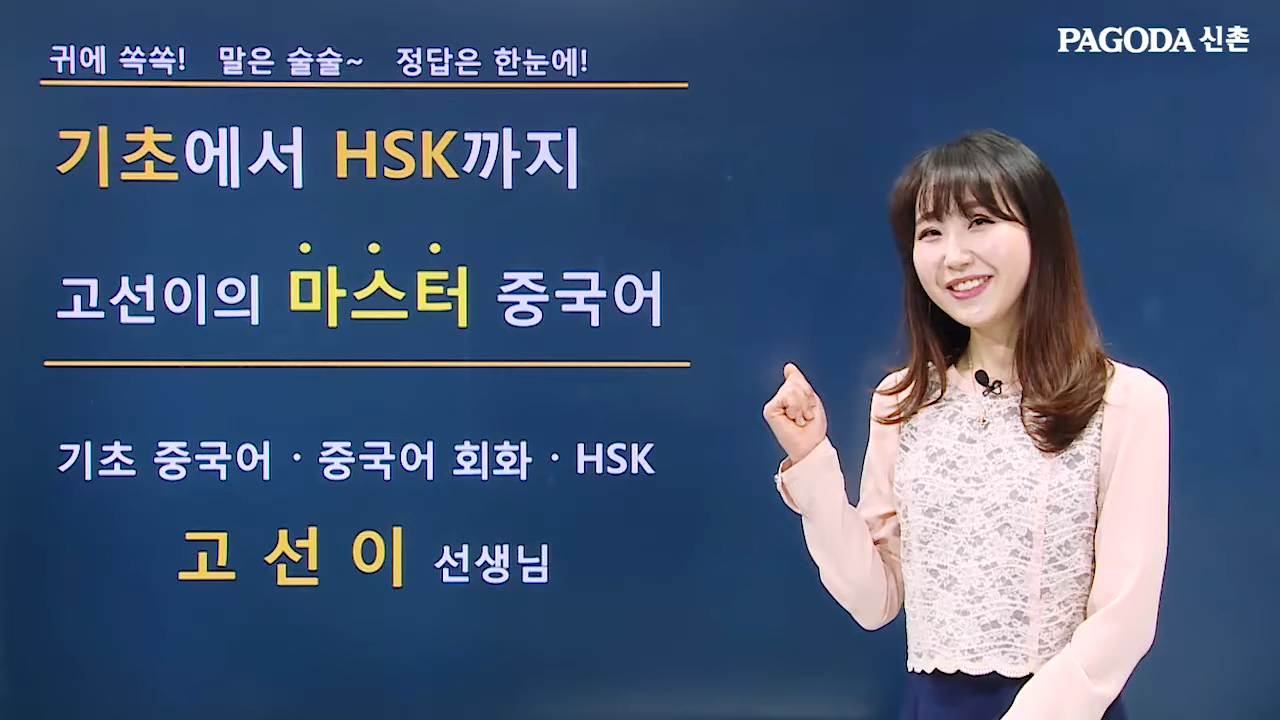 귀에 쏙쏙! 말은 술술~ 정답은 한눈에!
PAGODA 신촌
기초에서 HSK까지
고선이의 마스터 중국어
기초 중국어 · 중국어 회화 · HSK
고선이 선생님